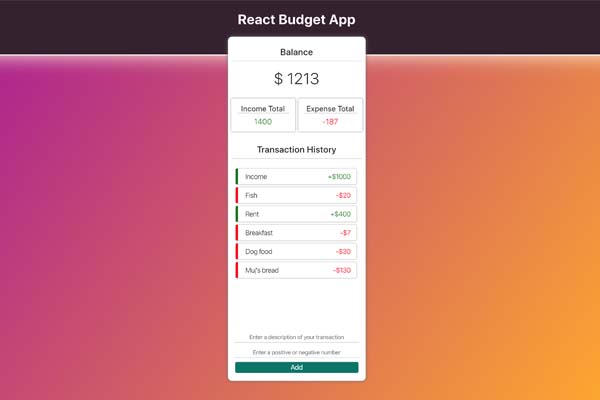 React Budget App
Balance
$ 1213
Income Total Expense Total
1400 -187
Transaction History
Income +$1000
Fish -$20
Rent +$400
Breakfast -$7
Dog food -$30
Muj's bread -$130
Enter a description of your transaction
Enter a positive or negative number
Add